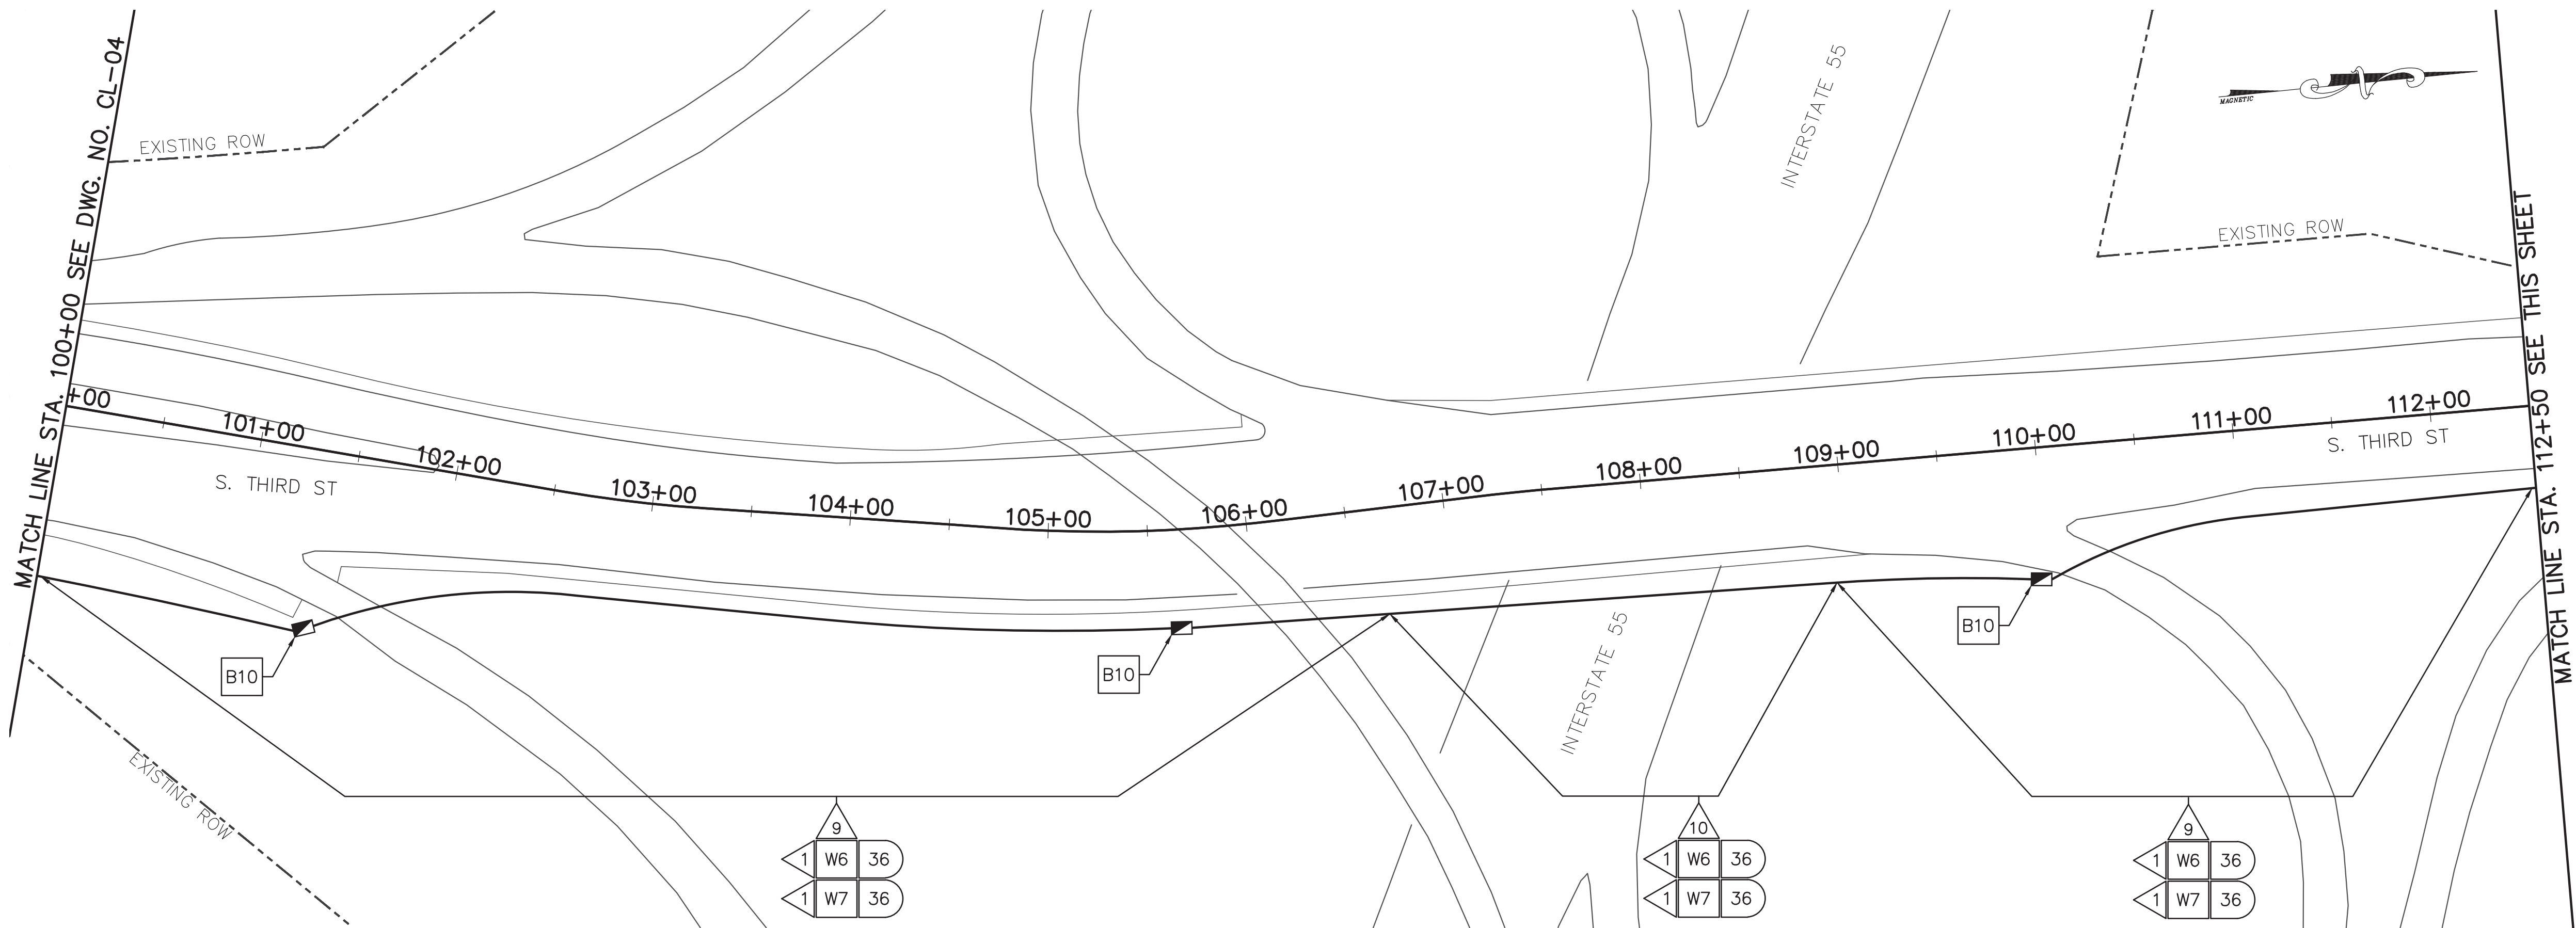 MATCH LINE STA. 100+00 SEE DWG. NO. CL-04
EXISTING ROW
INTERSTATE 55
MAGNETIC
N
EXISTING ROW
MATCH LINE STA. 112+50 SEE THIS SHEET
+00
101+00
102+00
103+00
104+00
105+00
106+00
107+00
108+00
109+00
110+00
111+00
112+00
S. THIRD ST
S. THIRD ST
B10
B10
B10
INTERSTATE 55
EXISTING ROW
9
1 W6 36
1 W7 36
10
1 W6 36
1 W7 36
9
1 W6 36
1 W7 36